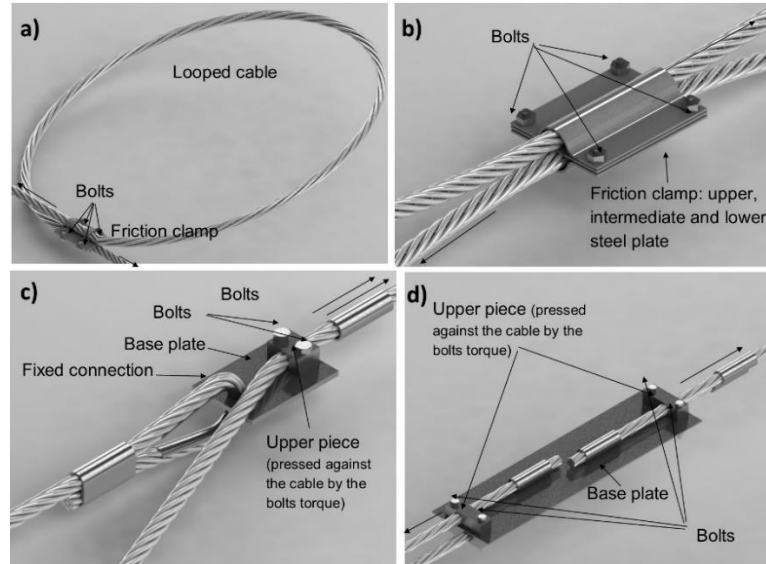 a)
Looped cable
Bolts
Friction clamp
b)
Bolts
Friction clamp: upper,
intermediate and lower
steel plate
c)
Bolts
Bolts
Base plate
Fixed connection
Upper piece
(pressed against
the cable by the
bolts torque)
d)
Upper piece (pressed
against the cable by the
bolts torque)
Base plate
Bolts